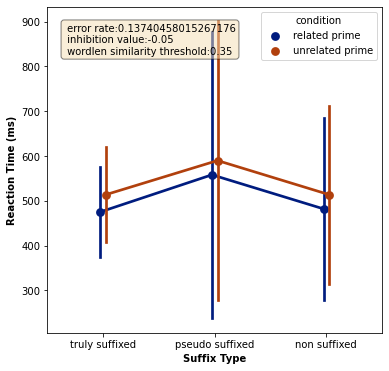 error rate:0.13740458015267176
inhibition value:-0.05
wordlen similarity threshold:0.35
condition
related prime
unrelated prime
900
800
700
600
500
400
300
Reaction Time (ms)
truly suffixed
pseudo suffixed
non suffixed
Suffix Type